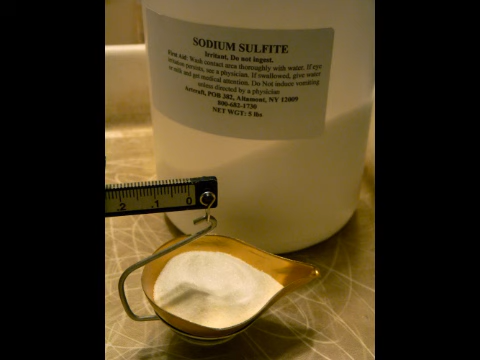 SODIUM SULFITE
Irritant, Do not ingest.
First Aid: Wash contact area thoroughly with water. If eye
irritation persists, see a physician. If swallowed, give water
or milk and get medical attention. Do Not induce vomiting
unless directed by a physician
Artcraft, POB 382, Altamont, NY 12009
800-682-1730
NET WGT: 5 lbs
.2 .1 0